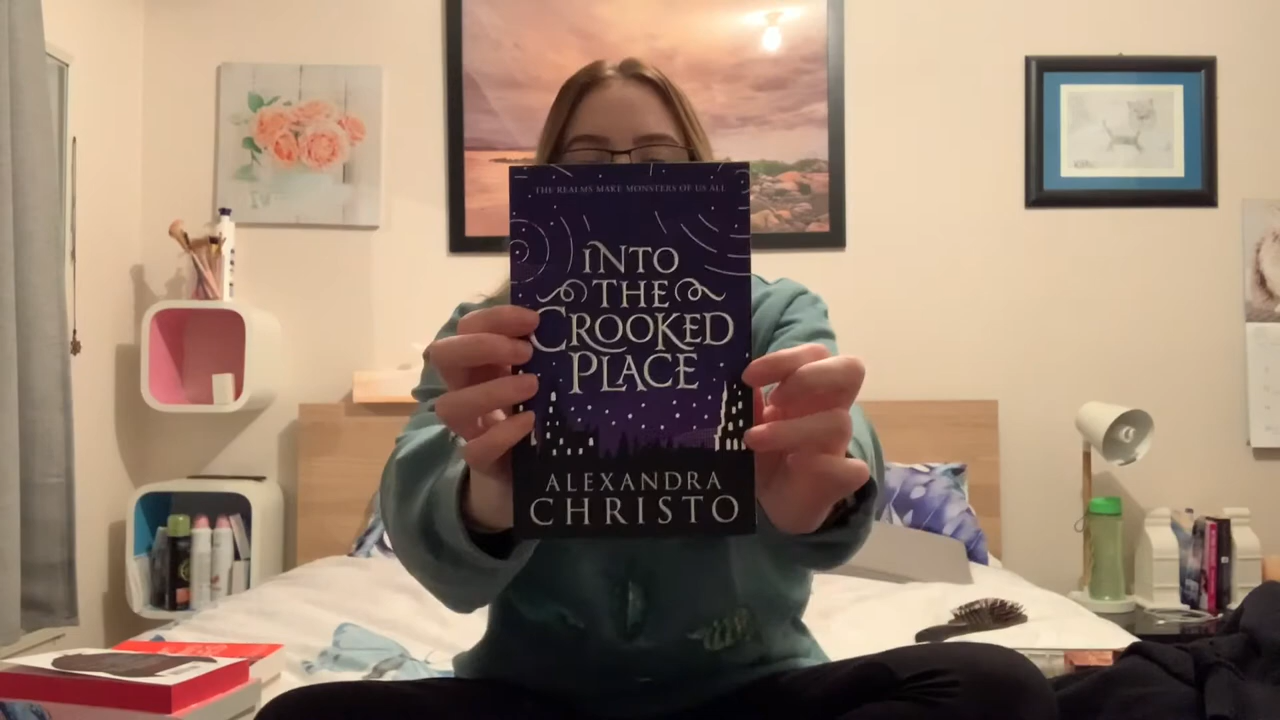 THE REALMS MAKE MONSTERS OF US ALL
INTO
THE
CROOKED
PLACE
ALEXANDRA
CHRISTO